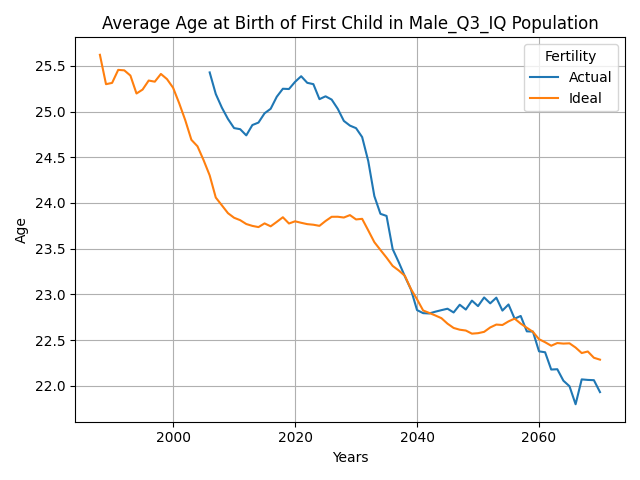 Average Age at Birth of First Child in Male_Q3_IQ Population
Fertility
Actual
Ideal
Age
25.5
25.0
24.5
24.0
23.5
23.0
22.5
22.0
2000
2020
2040
2060
Years